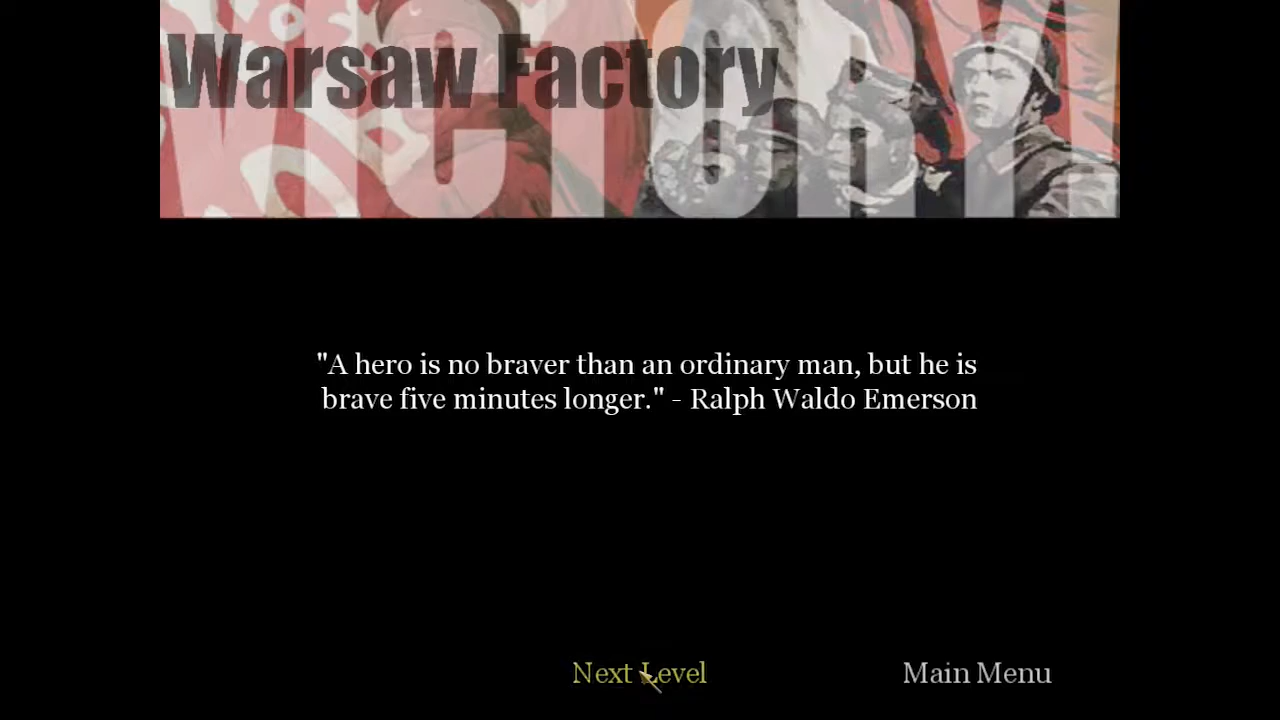 VICTORY!
Warsaw Factory
"A hero is no braver than an ordinary man, but he is
brave five minutes longer." - Ralph Waldo Emerson
Next Level
Main Menu